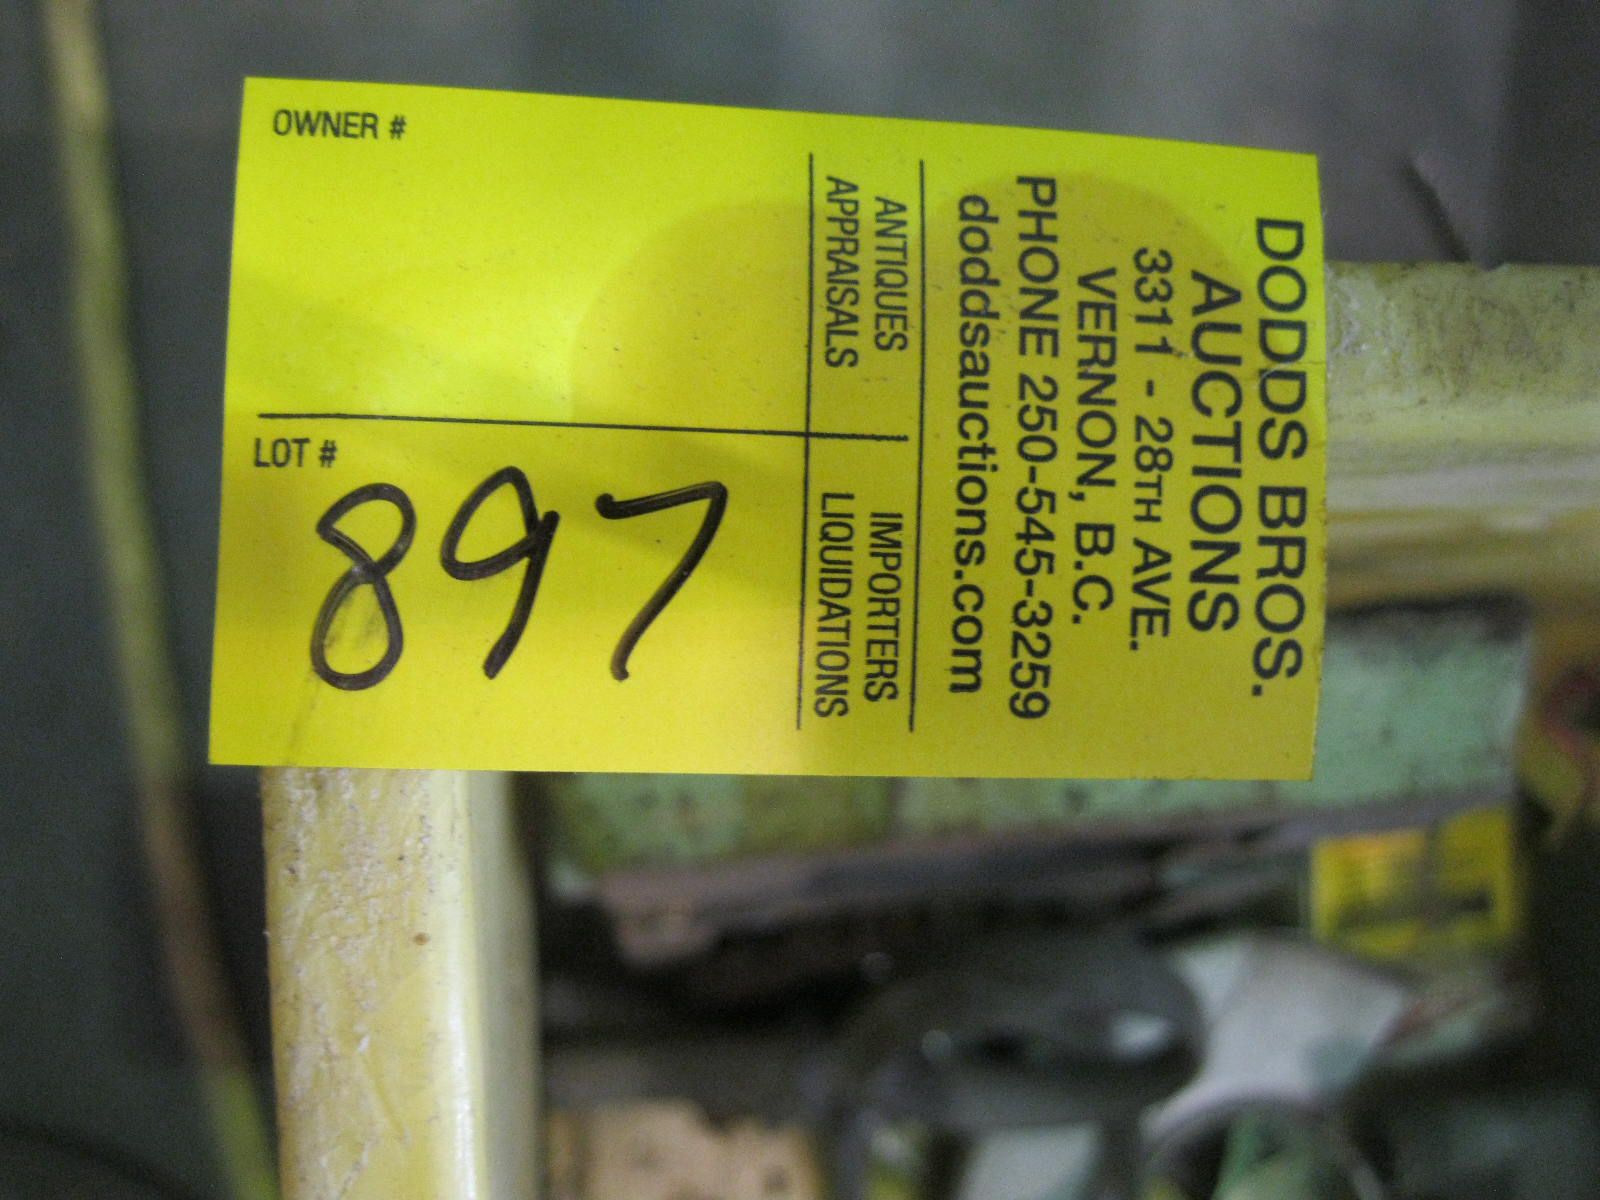 DODDS BROS.
AUCTIONS
3311 - 28TH AVE.
VERNON, B.C.
PHONE 250-545-3259
doddsauctions.com
ANTIQUES
APPRAISALS
IMPORTERS
LIQUIDATIONS
OWNER #
LOT #
897